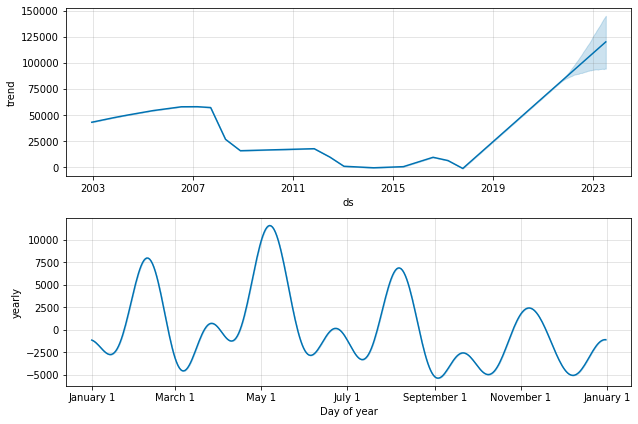 150000
125000
100000
75000
50000
25000
0
trend
2003 2007 2011 2015 2019 2023
ds
10000
7500
5000
2500
0
−2500
−5000
yearly
January 1 March 1 May 1 July 1 September 1 November 1 January 1
Day of year